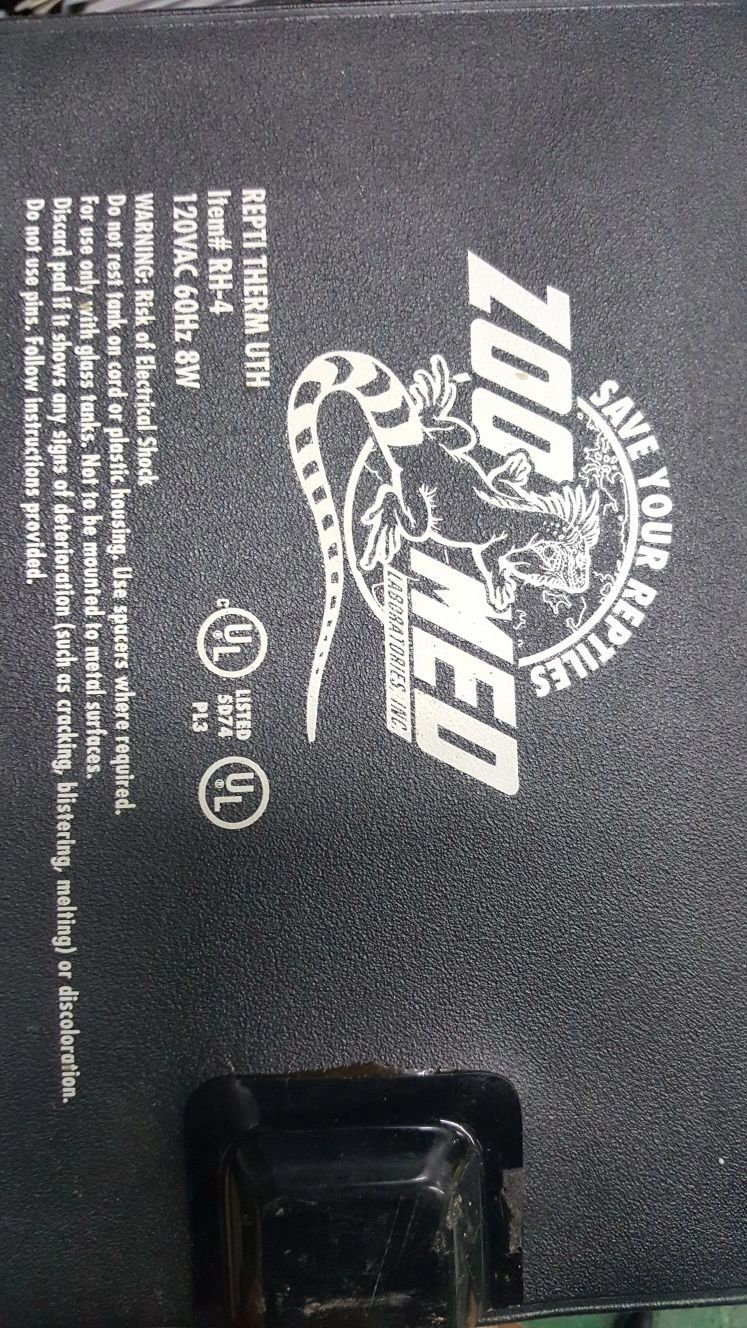 SAVE YOUR REPTILES
ZOO MED
LABORATORIES, INC.
REPTI THERM UTH
Item# RH-4
120VAC 60Hz 8W
C UL
LISTED
5D74
PL3
UL
WARNING: Risk of Electrical Shock
Do not rest tank on cord or plastic housing. Use spacers where required.
For use only with glass tanks. Not to be mounted to metal surfaces.
Discard pad if it shows any signs of deterioration (such as cracking, blistering, melting) or discoloration.
Do not use pins. Follow instructions provided.